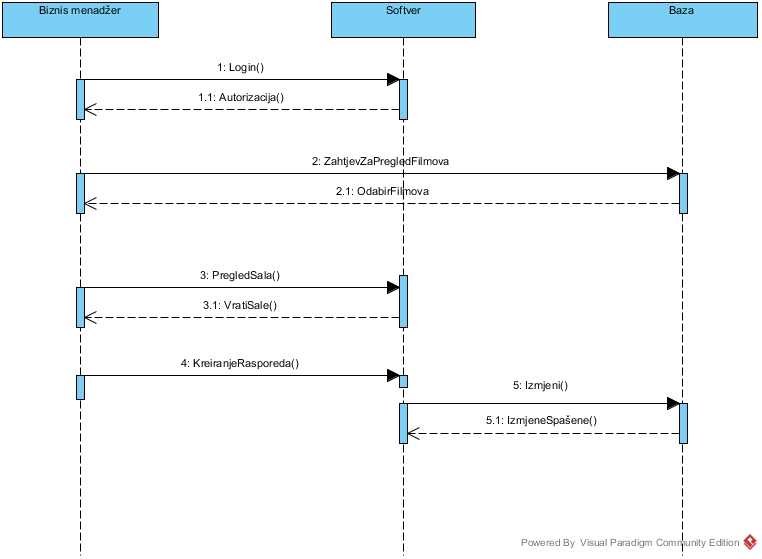 Biznis menadžer
Softver
Baza
1: Login()
1.1: Autorizacija()
2: ZahtjevZaPregledFilmova
2.1: OdabirFilmova
3: PregledSala()
3.1: VratiSale()
4: KreiranjeRasporeda()
5: Izmjeni()
5.1: IzmjeneSpašene()
Powered By Visual Paradigm Community Edition